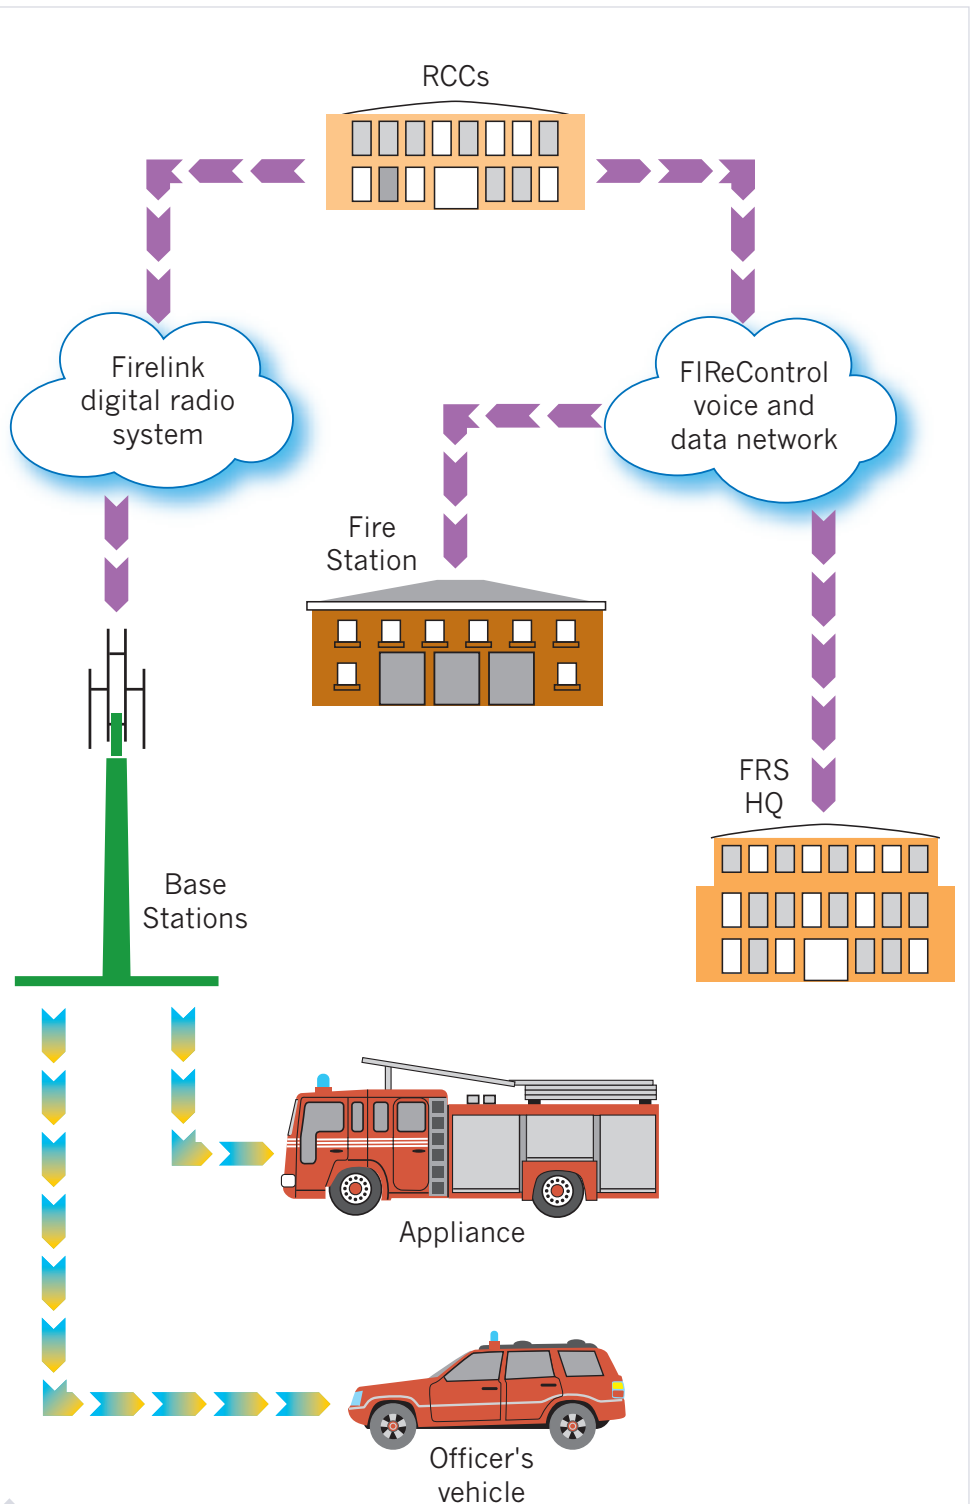 RCCs
Firelink
digital radio
system
FIReControl
voice and
data network
Fire
Station
FRS
HQ
Base
Stations
Appliance
Officer's
vehicle